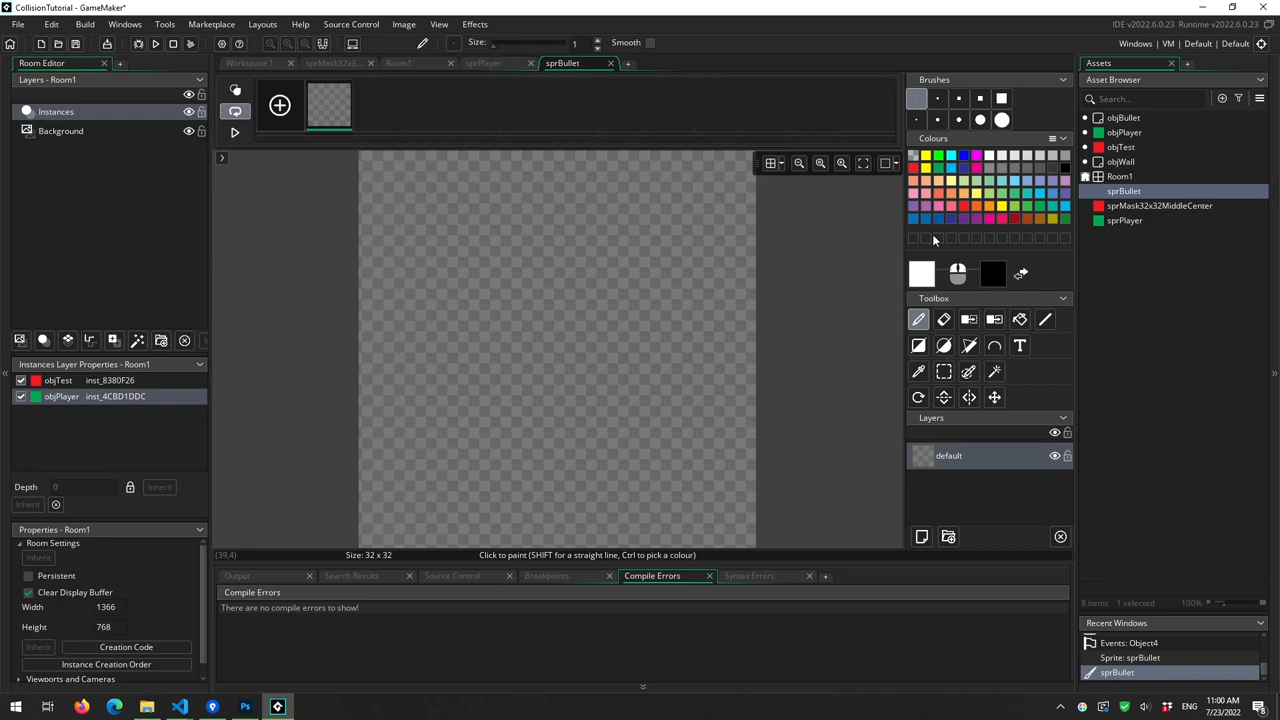 CollisionTutorial - GameMaker*
File Edit Build Windows Tools Marketplace Layouts Help Source Control Image View Effects
IDE v2022.6.0.23 Runtime v2022.6.0.23
Size: 1 Smooth
Windows | VM | Default | Default
Room Editor
Workspace 1 sprMask32x3... Room1 sprPlayer sprBullet
Assets
Layers - Room1
Brushes
Asset Browser
Search...
Instances
Background
objBullet
objPlayer
Colours
objTest
objWall
Room1
sprBullet
sprMask32x32MiddleCenter
sprPlayer
Toolbox
Instances Layer Properties - Room1
objTest inst_8380F26
objPlayer inst_4CBD1DDC
Layers
default
Depth 0 Inherit
Inherit
Properties - Room1
Room Settings
Inherit
Persistent
Clear Display Buffer
Width 1366
Height 768
Inherit Creation Code
Instance Creation Order
Viewports and Cameras
(39,4) Size: 32 x 32 Click to paint (SHIFT for a straight line, Ctrl to pick a colour)
Output Search Results Source Control Breakpoints Compile Errors Syntax Errors
Compile Errors
There are no compile errors to show!
8 items 1 selected 100%
Recent Windows
Events: Object4
Sprite: sprBullet
sprBullet
Ps
ENG
11:00 AM
7/23/2022
8